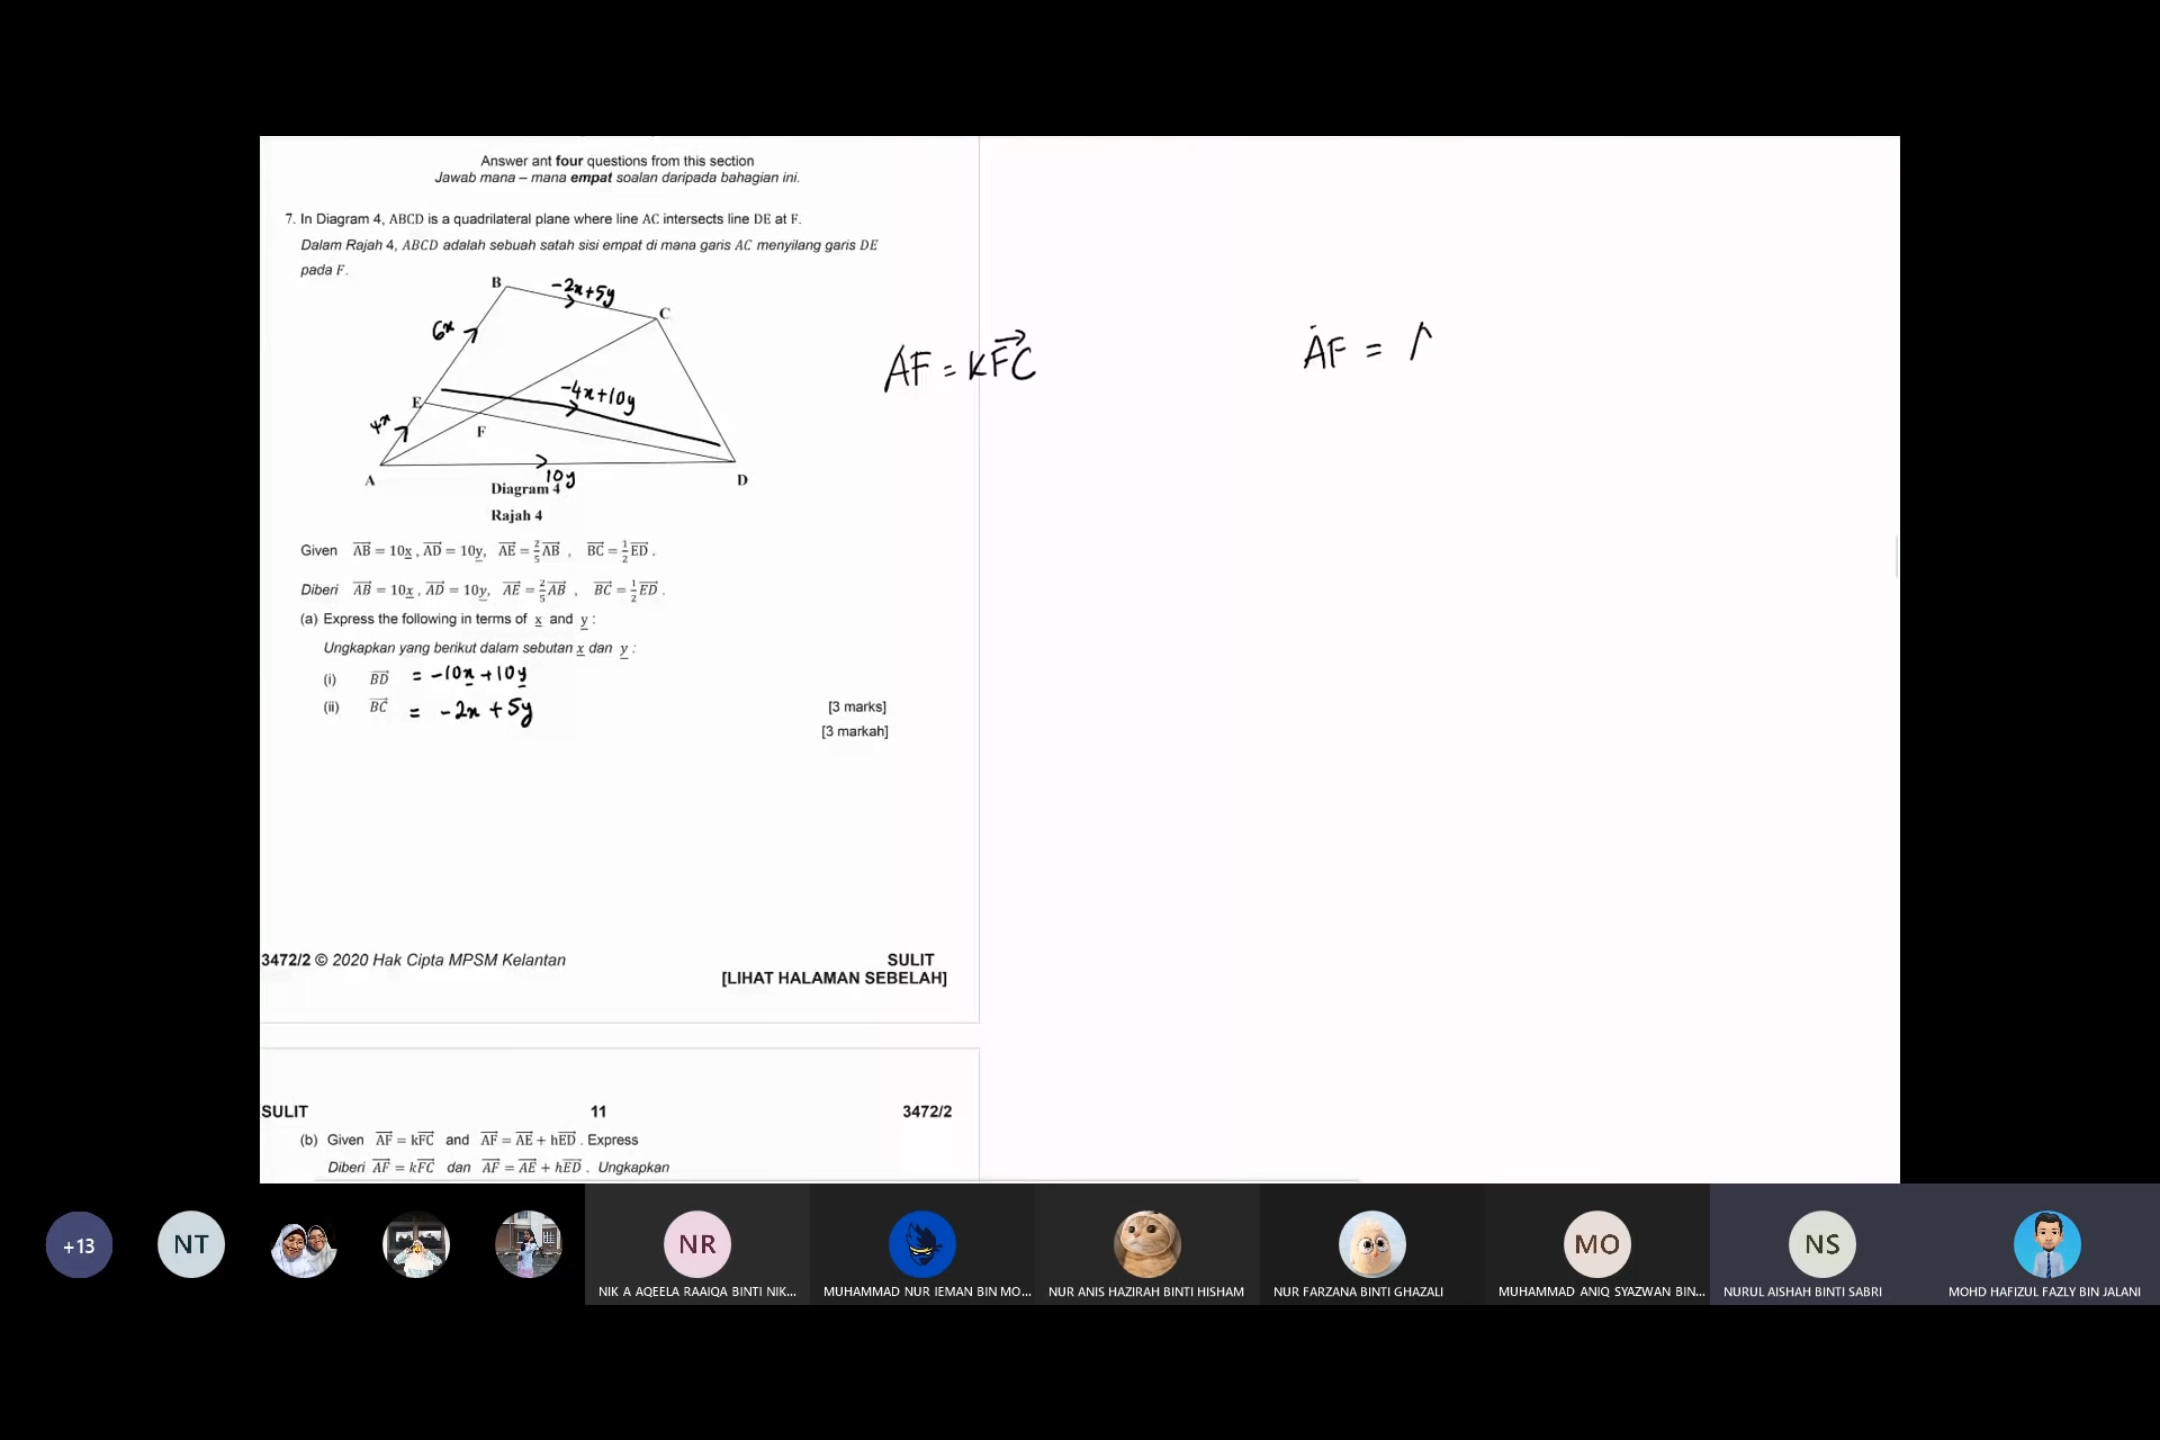 Answer ant four questions from this section
Jawab mana – mana empat soalan daripada bahagian ini.
7. In Diagram 4, ABCD is a quadrilateral plane where line AC intersects line DE at F.
Dalam Rajah 4, ABCD adalah sebuah satah sisi empat di mana garis AC menyilang garis DE
pada F.
B
-2x+5y
C
6x
AF = kFC→
AF =
E
-4x+10y
4x
F
A
10y
D
Diagram 4
Rajah 4
Given AB→ = 10x , AD→ = 10y, AE→ = 2/5 AB→ , BC→ = 1/2 ED→ .
Diberi AB→ = 10x , AD→ = 10y, AE→ = 2/5 AB→ , BC→ = 1/2 ED→ .
(a) Express the following in terms of x and y :
Ungkapkan yang berikut dalam sebutan x dan y :
(i) BD→ = -10x + 10y
(ii) BC→ = -2x + 5y
[3 marks]
[3 markah]
3472/2 © 2020 Hak Cipta MPSM Kelantan
SULIT
[LIHAT HALAMAN SEBELAH]
SULIT 11 3472/2
(b) Given AF→ = kFC→ and AF→ = AE→ + hED→ . Express
Diberi AF→ = kFC→ dan AF→ = AE→ + hED→ . Ungkapkan
+13
NT
NR
MO
NS
NIK A AQEELA RAAIQA BINTI NIK...
MUHAMMAD NUR IEMAN BIN MO...
NUR ANIS HAZIRAH BINTI HISHAM
NUR FARZANA BINTI GHAZALI
MUHAMMAD ANIQ SYAZWAN BIN...
NURUL AISHAH BINTI SABRI
MOHD HAFIZUL FAZLY BIN JALANI